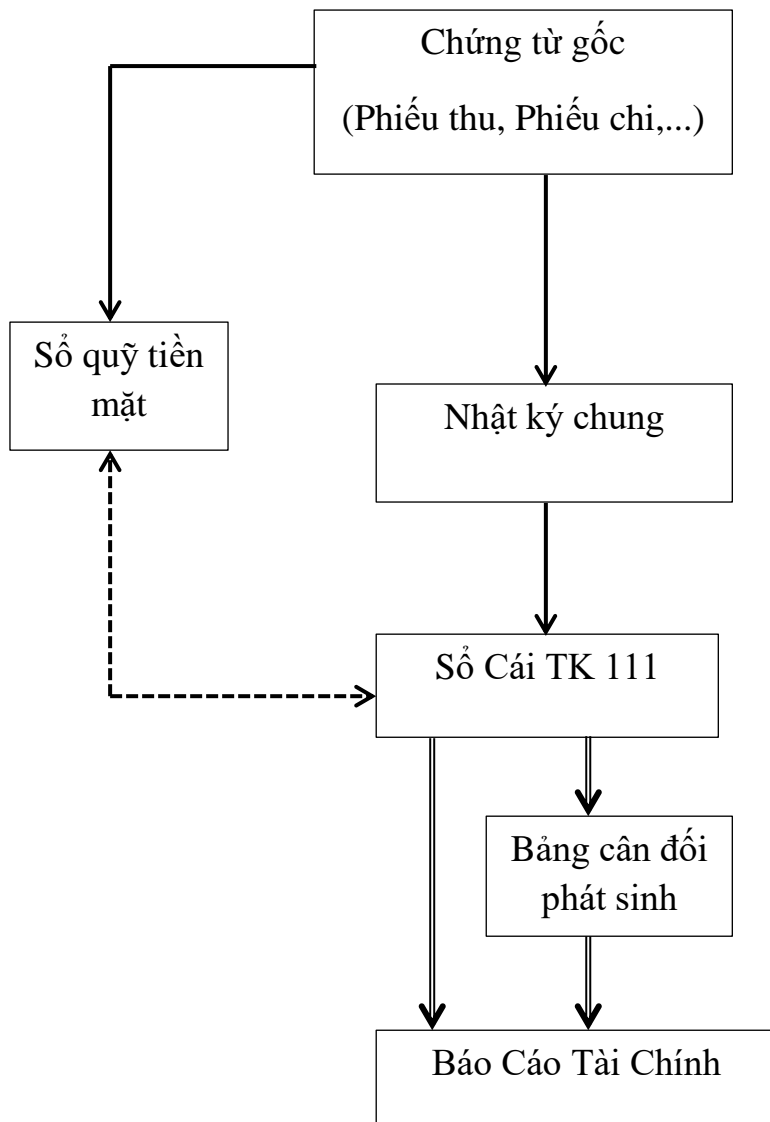 Chứng từ gốc
(Phiếu thu, Phiếu chi,...)
Sổ quỹ tiền
mặt
Nhật ký chung
Sổ Cái TK 111
Bảng cân đối
phát sinh
Báo Cáo Tài Chính